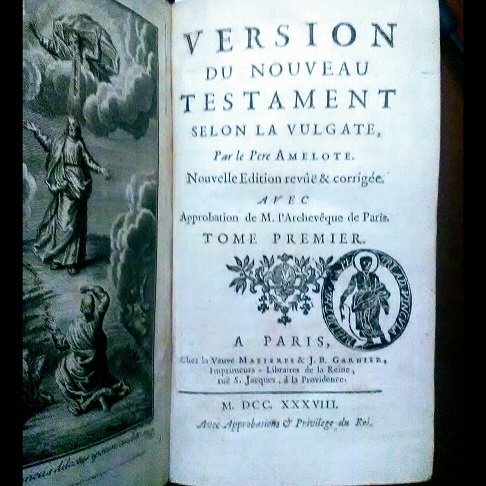 VERSION
DU NOUVEAU
TESTAMENT
SELON LA VULGATE,
Par le Pere AMELOTE.
Nouvelle Edition revûë & corrigée,
AVEC
Approbation de M. l'Archevêque de Paris.
TOME PREMIER.
A PARIS,
Chez la Veuve MAZIERES & J. B. GARNIER,
Imprimeurs-Libraires de la Reine,
ruë S. Jacques, à la Providence.
M. DCC. XXXVIII.
Avec Approbations & Privilege du Roi.